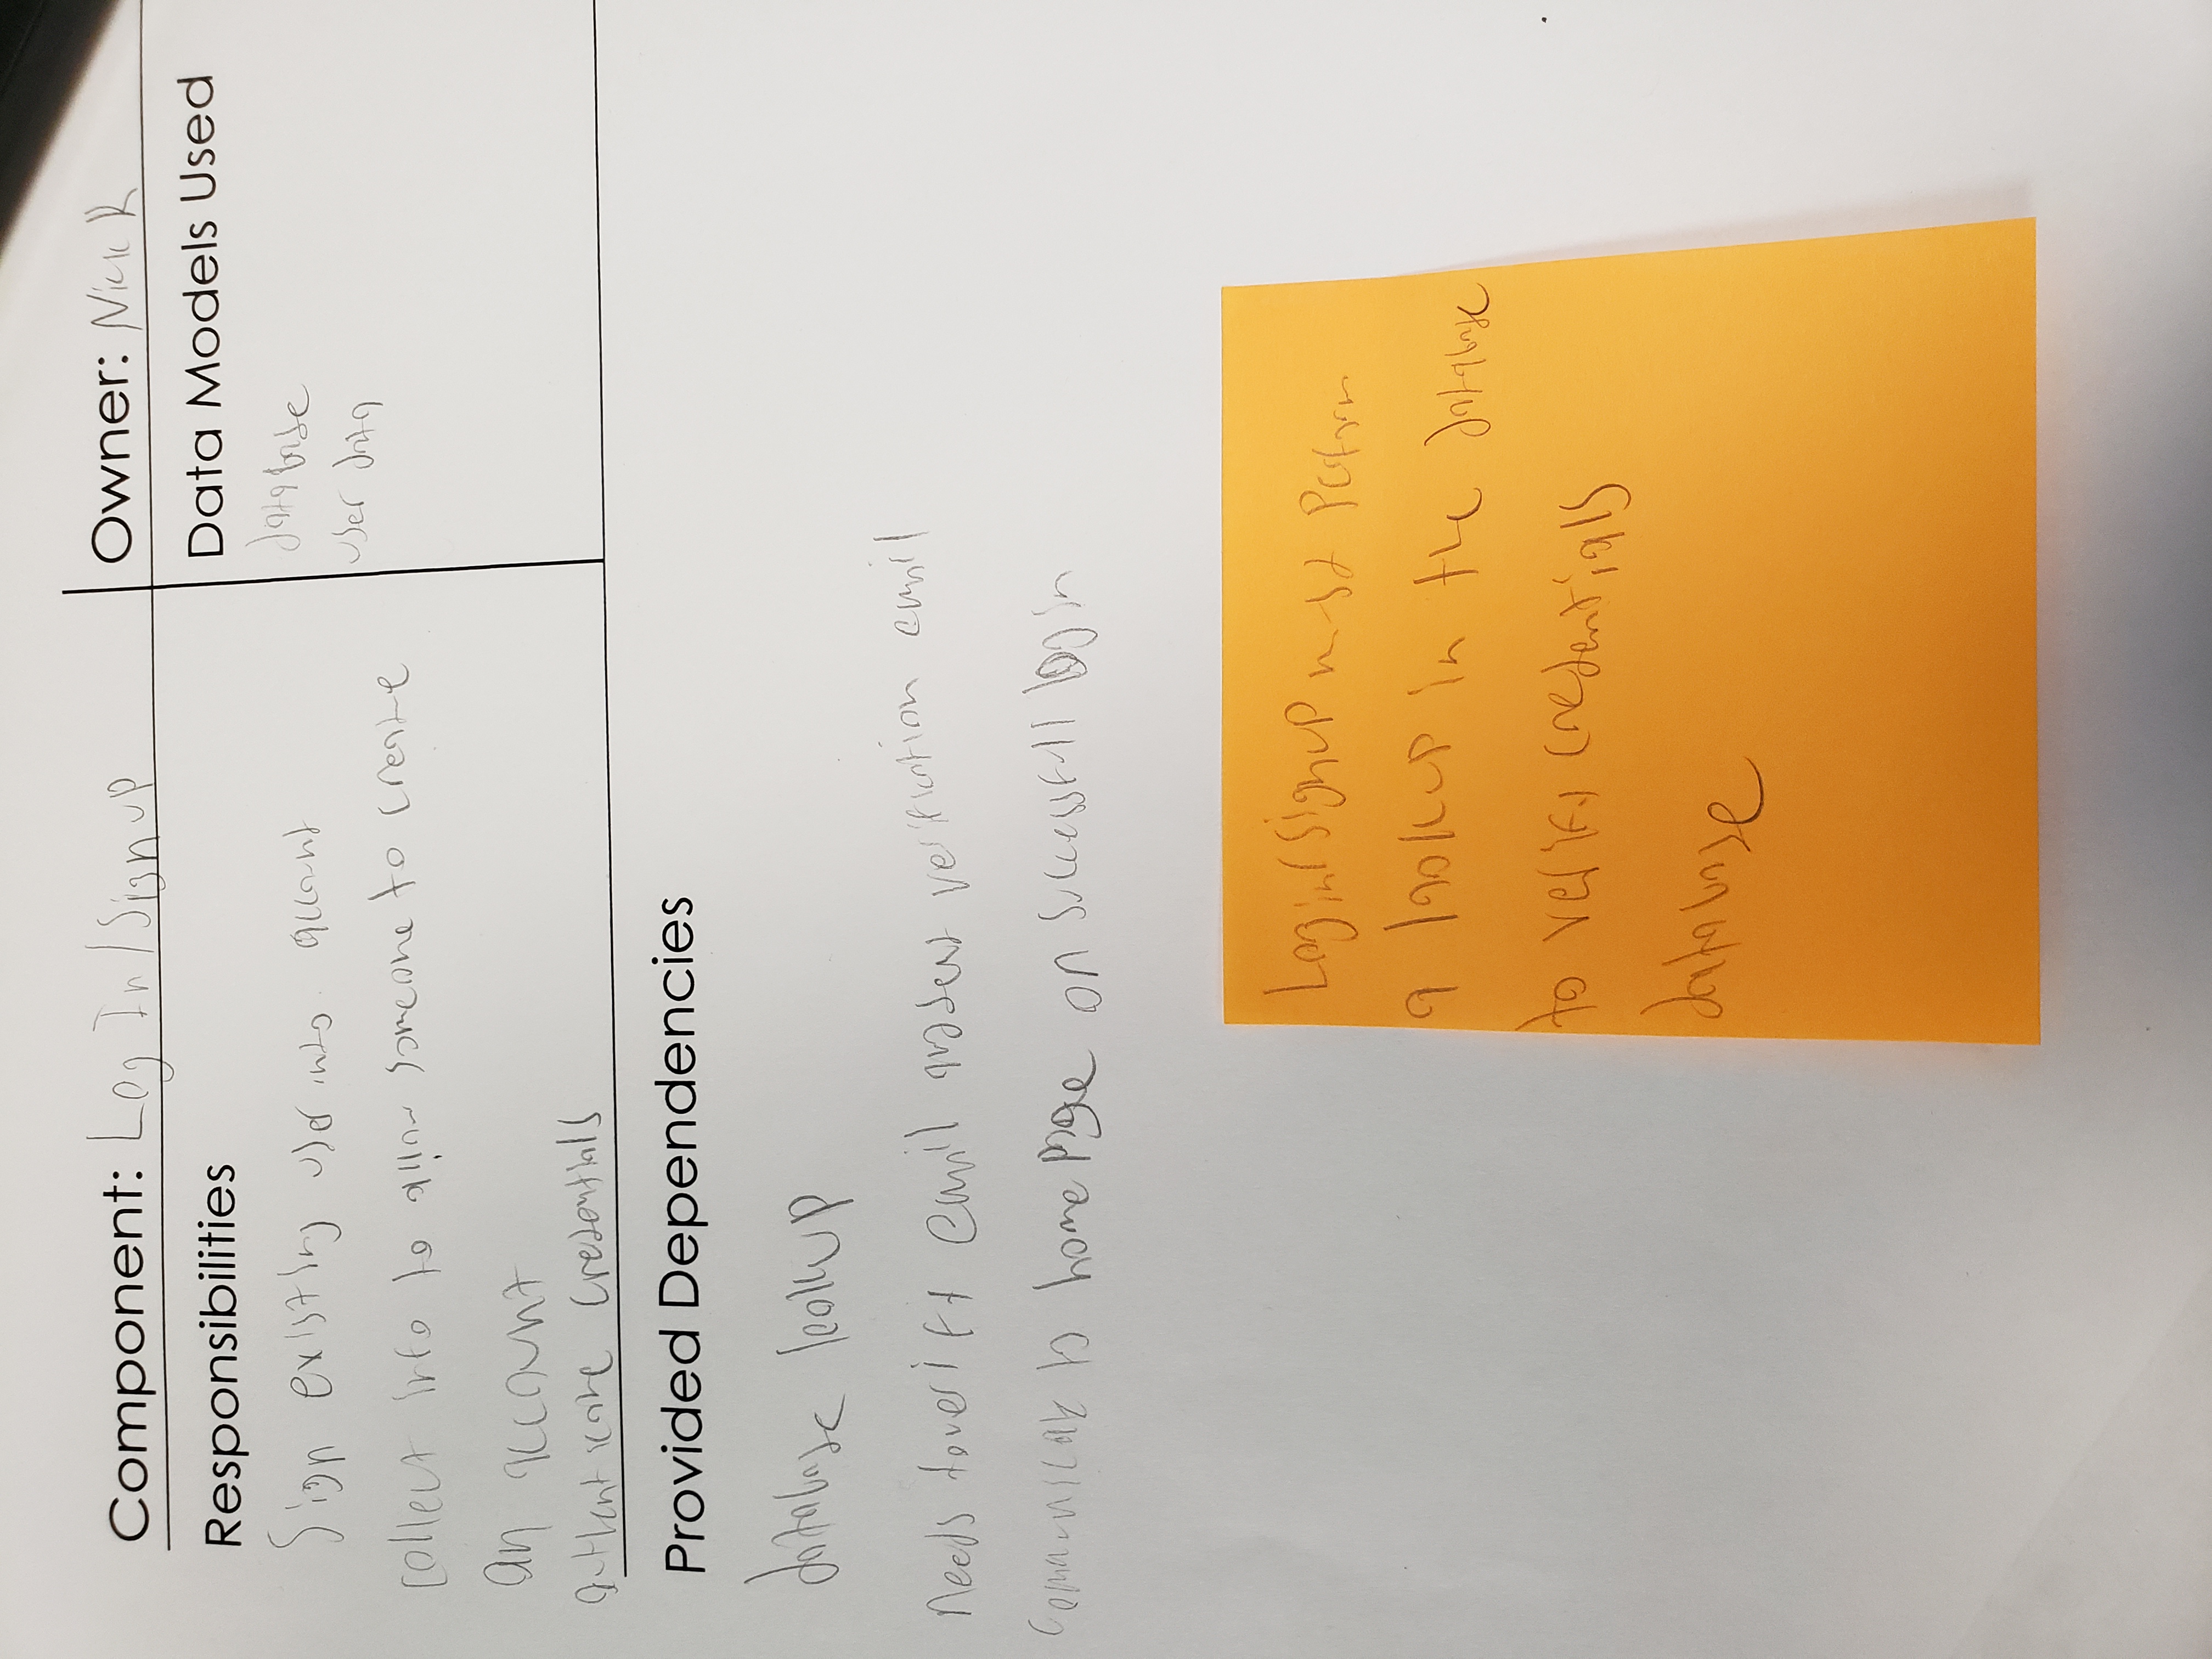 Component: Log In/Signup
Owner: Nick R
Responsibilities
Data Models Used
Sign existing user into account
database
user data
collect info to allow someone to create
an account
authenticate credentials
Provided Dependencies
database lookup
Needs to verify email and send verification email
Communicate to home page on successfull log in
Login/Signup must perform
a lookup in the database
to verify credentials
database